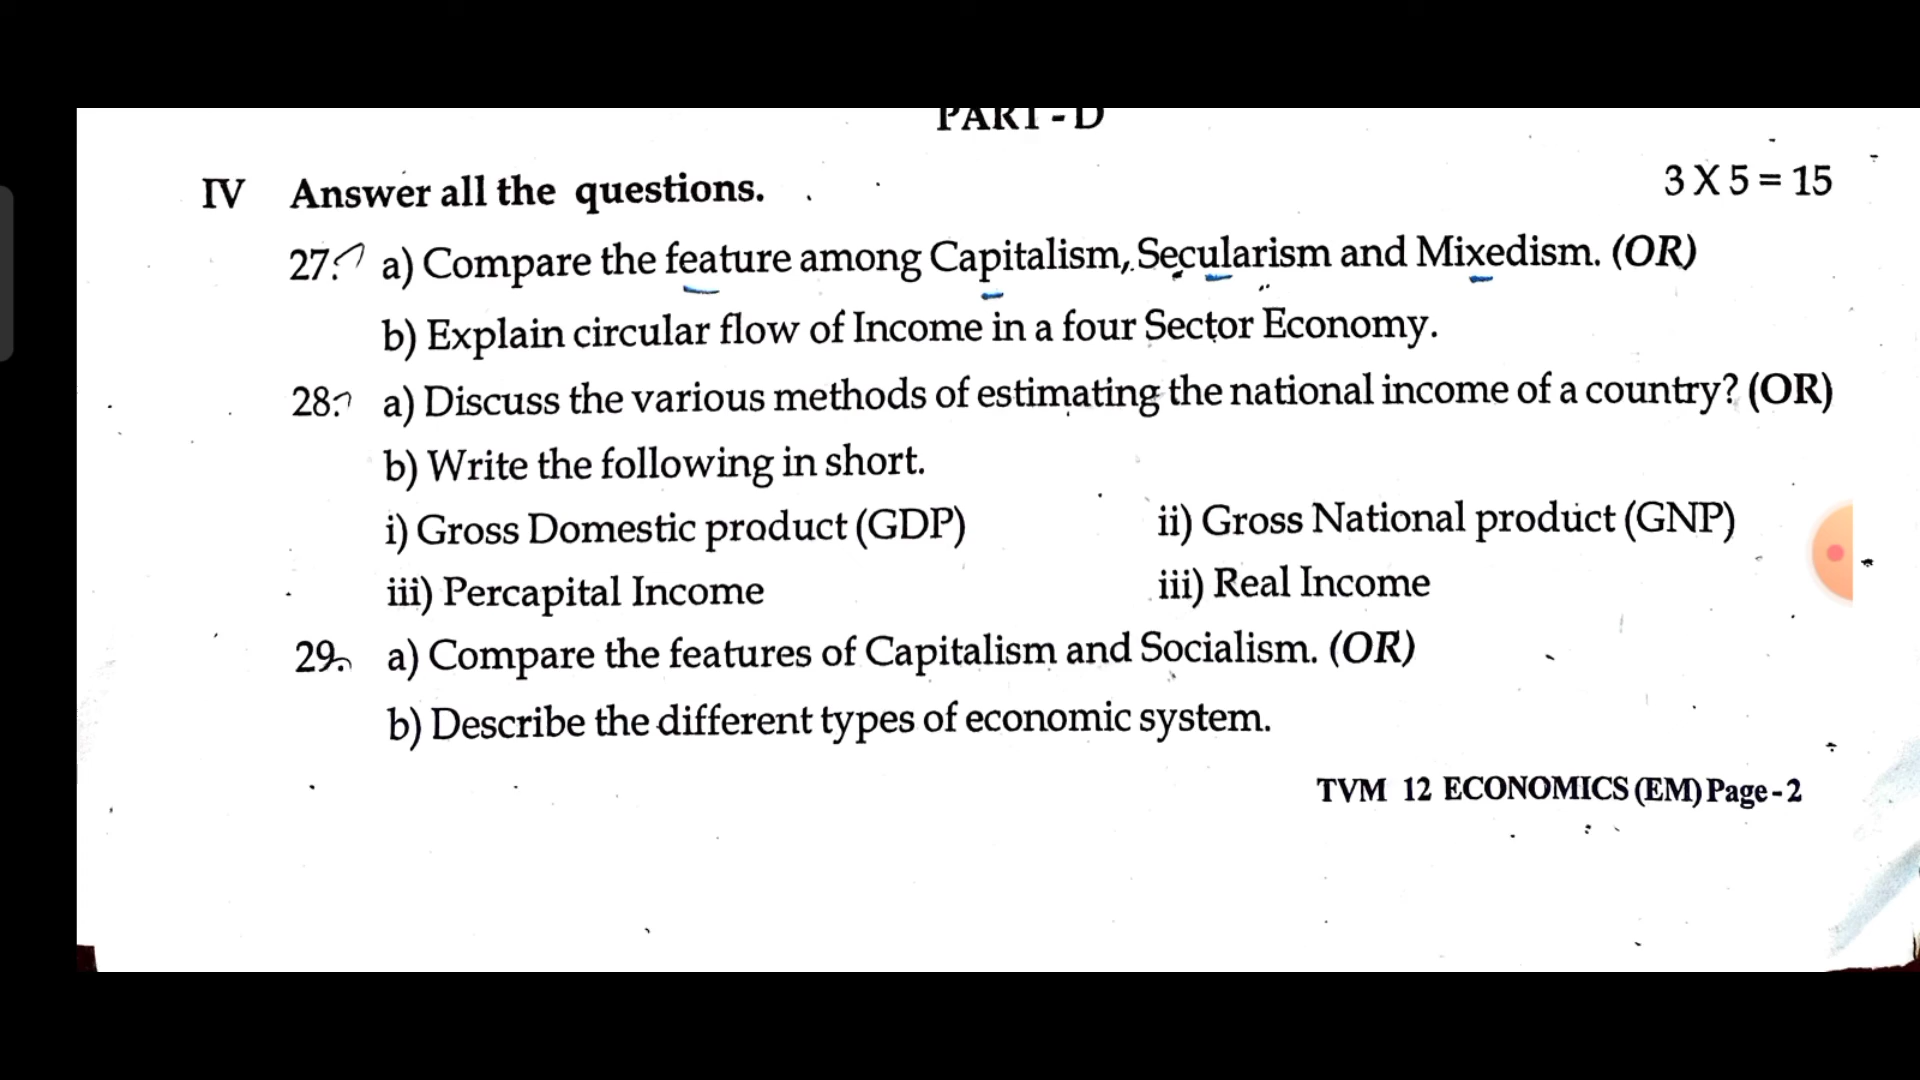 PART - D
IV Answer all the questions. 3 X 5 = 15
27. a) Compare the feature among Capitalism, Secularism and Mixedism. (OR)
b) Explain circular flow of Income in a four Sector Economy.
28. a) Discuss the various methods of estimating the national income of a country? (OR)
b) Write the following in short.
i) Gross Domestic product (GDP) ii) Gross National product (GNP)
iii) Percapital Income iii) Real Income
29. a) Compare the features of Capitalism and Socialism. (OR)
b) Describe the different types of economic system.
TVM 12 ECONOMICS (EM) Page - 2